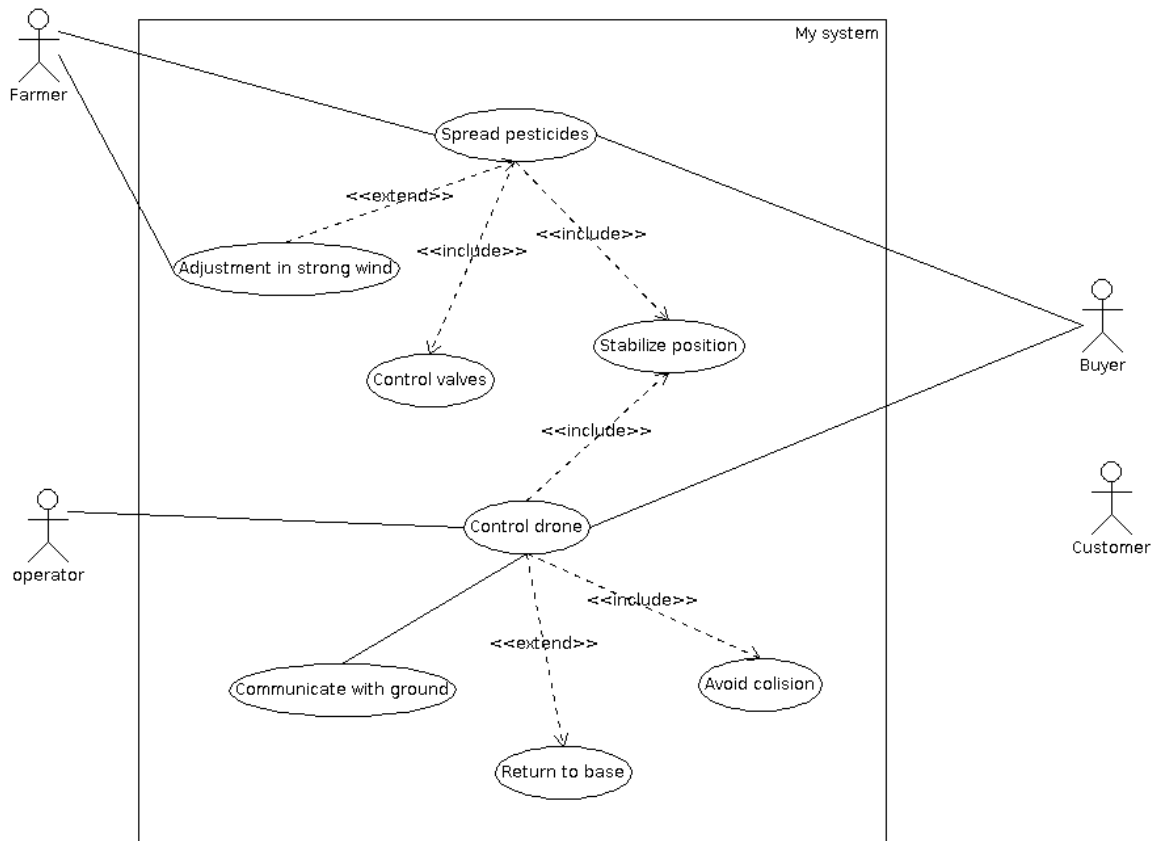 My system
Farmer
Spread pesticides
<<extend>>
<<include>>
<<include>>
Adjustment in strong wind
Stabilize position
Buyer
Control valves
<<include>>
Control drone
Customer
operator
<<include>>
<<extend>>
Communicate with ground
Avoid colision
Return to base